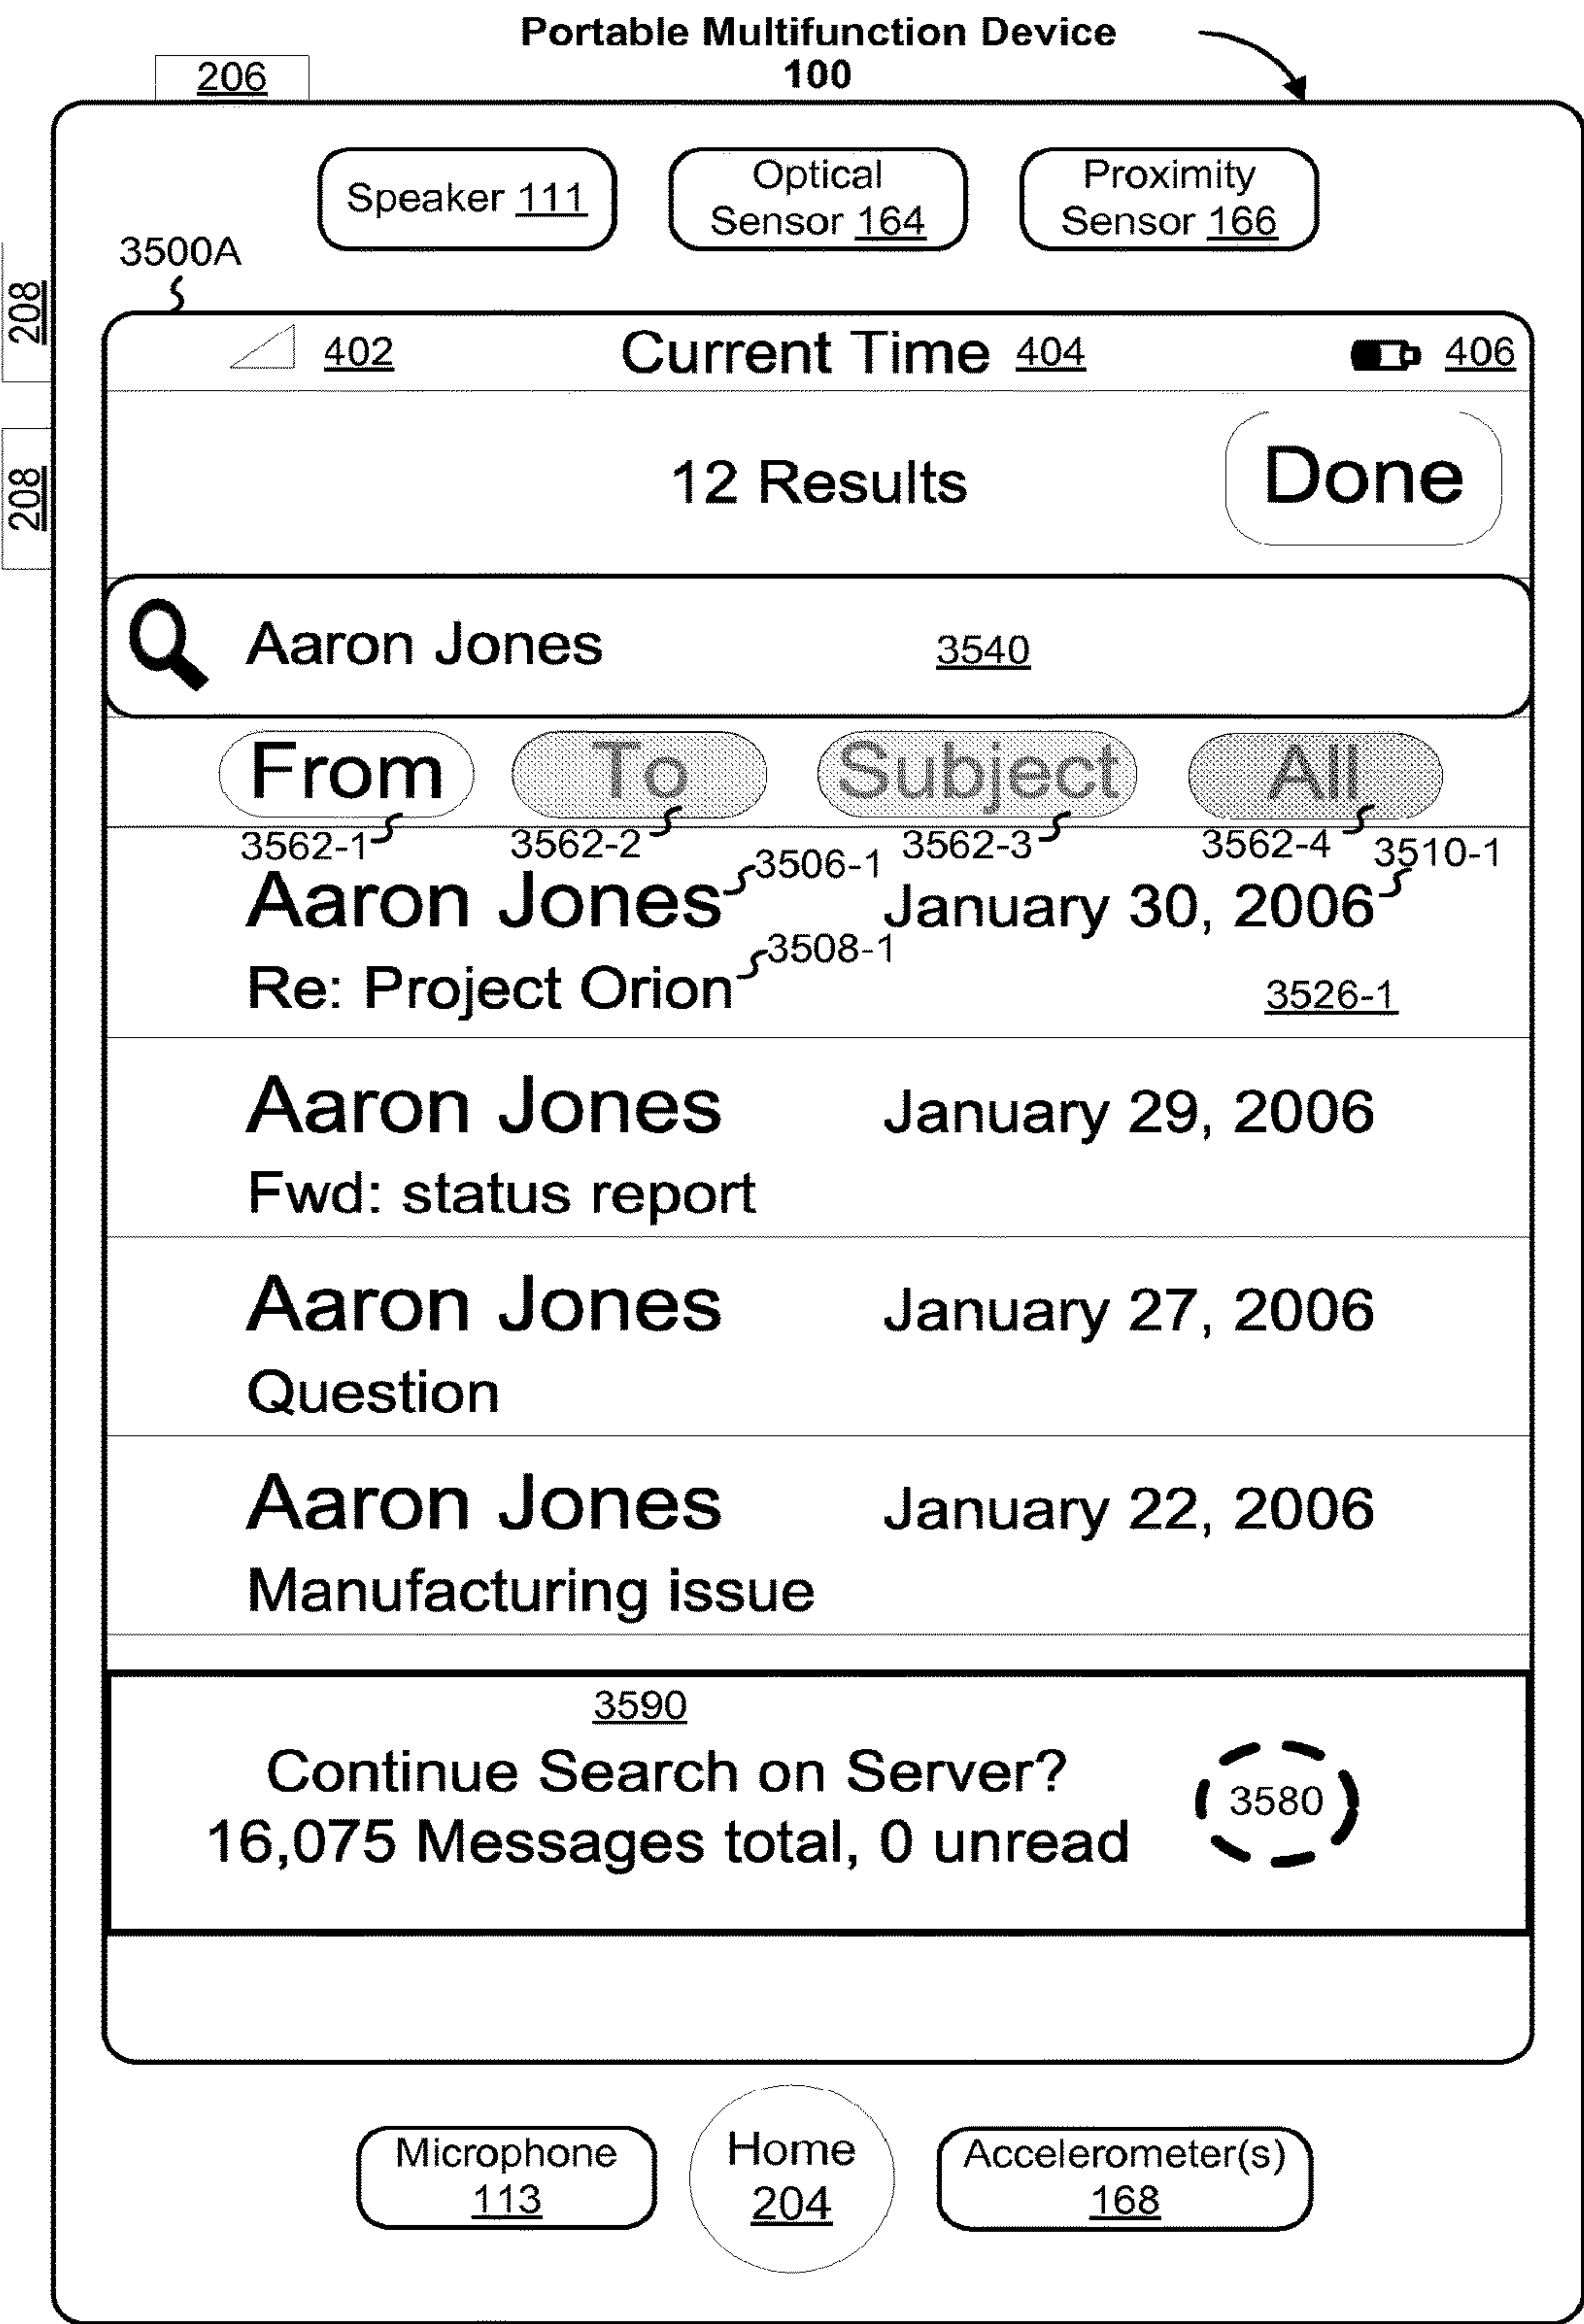 Portable Multifunction Device
100
206
Speaker 111
Optical
Sensor 164
Proximity
Sensor 166
3500A
208
208
402
Current Time 404
406
12 Results
Done
Aaron Jones
3540
From
To
Subject
All
3562-1
3562-2
3562-3
3562-4
3510-1
3506-1
Aaron Jones
January 30, 2006
3508-1
Re: Project Orion
3526-1
Aaron Jones
January 29, 2006
Fwd: status report
Aaron Jones
January 27, 2006
Question
Aaron Jones
January 22, 2006
Manufacturing issue
3590
Continue Search on Server?
16,075 Messages total, 0 unread
3580
Microphone
113
Home
204
Accelerometer(s)
168